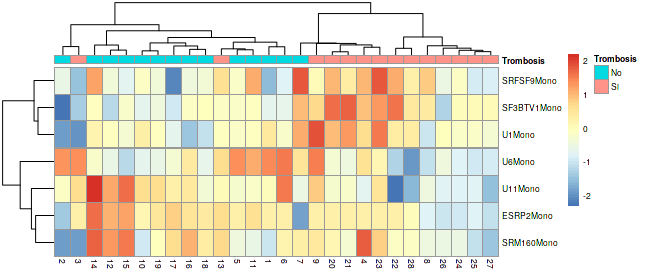 Trombosis
SRFSF9Mono
SF3BTV1Mono
U1Mono
U6Mono
U11Mono
ESRP2Mono
SRM160Mono
2 3 14 12 15 10 19 17 16 18 13 5 11 1 6 7 9 20 21 4 23 22 28 8 26 24 25 27
2
1
0
-1
-2
Trombosis
No
SI